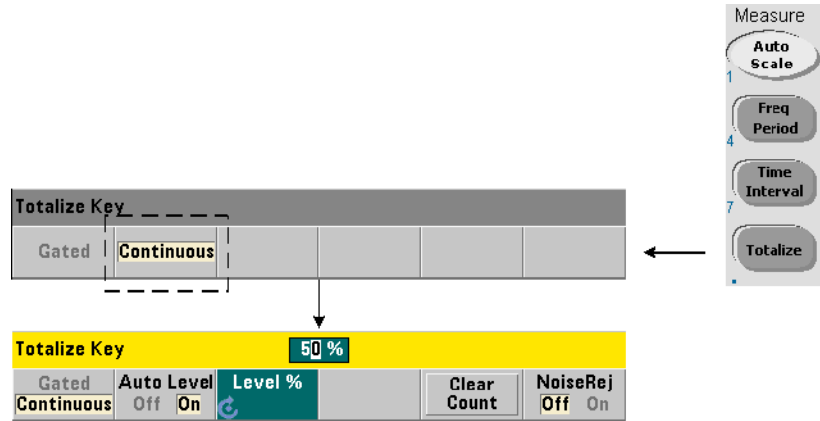 Measure
Auto
Scale
1
Freq
Period
4
Time
Interval
7
Totalize
.
Totalize Key
Gated Continuous
Totalize Key 50 %
Gated Auto Level Level % Clear NoiseRej
Continuous Off On Count Off On